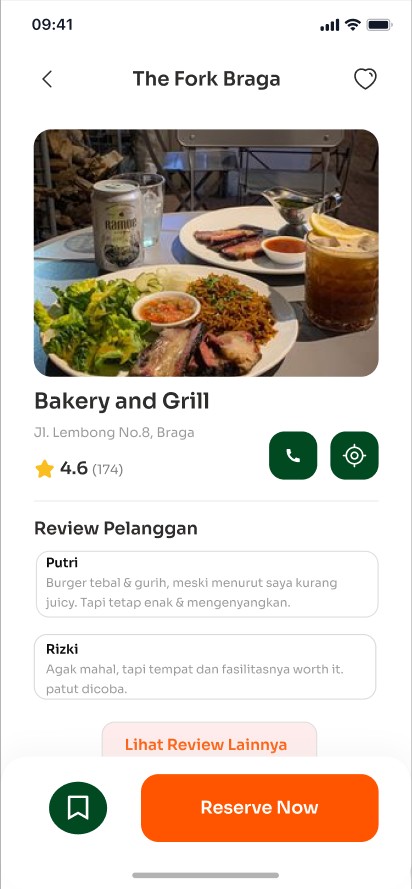 09:41
The Fork Braga
Bakery and Grill
Jl. Lembong No.8, Braga
4.6 (174)
Review Pelanggan
Putri
Burger tebal & gurih, meski menurut saya kurang
juicy. Tapi tetap enak & mengenyangkan.
Rizki
Agak mahal, tapi tempat dan fasilitasnya worth it.
patut dicoba.
Lihat Review Lainnya
Reserve Now